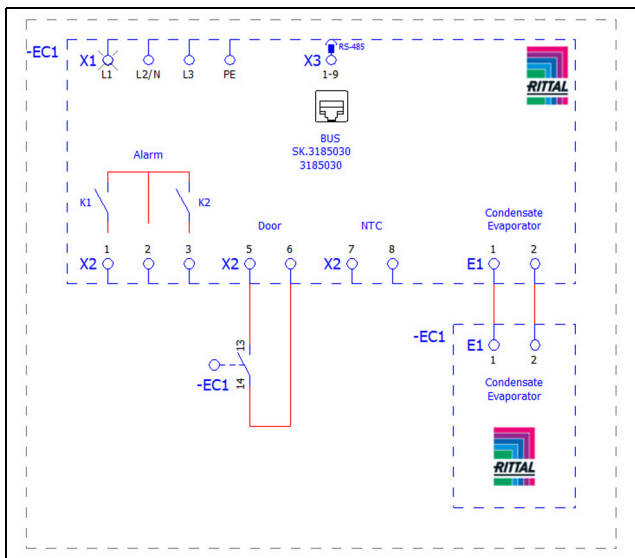 -EC1
X1
L1
L2/N
L3
PE
X3
RS-485
1-9
RITTAL
BUS
SK.3185030
3185030
Alarm
K1
K2
Door
NTC
Condensate
Evaporator
X2
1
2
3
X2
5
6
X2
7
8
E1
1
2
-EC1
E1
1
2
13
14
-EC1
Condensate
Evaporator
RITTAL